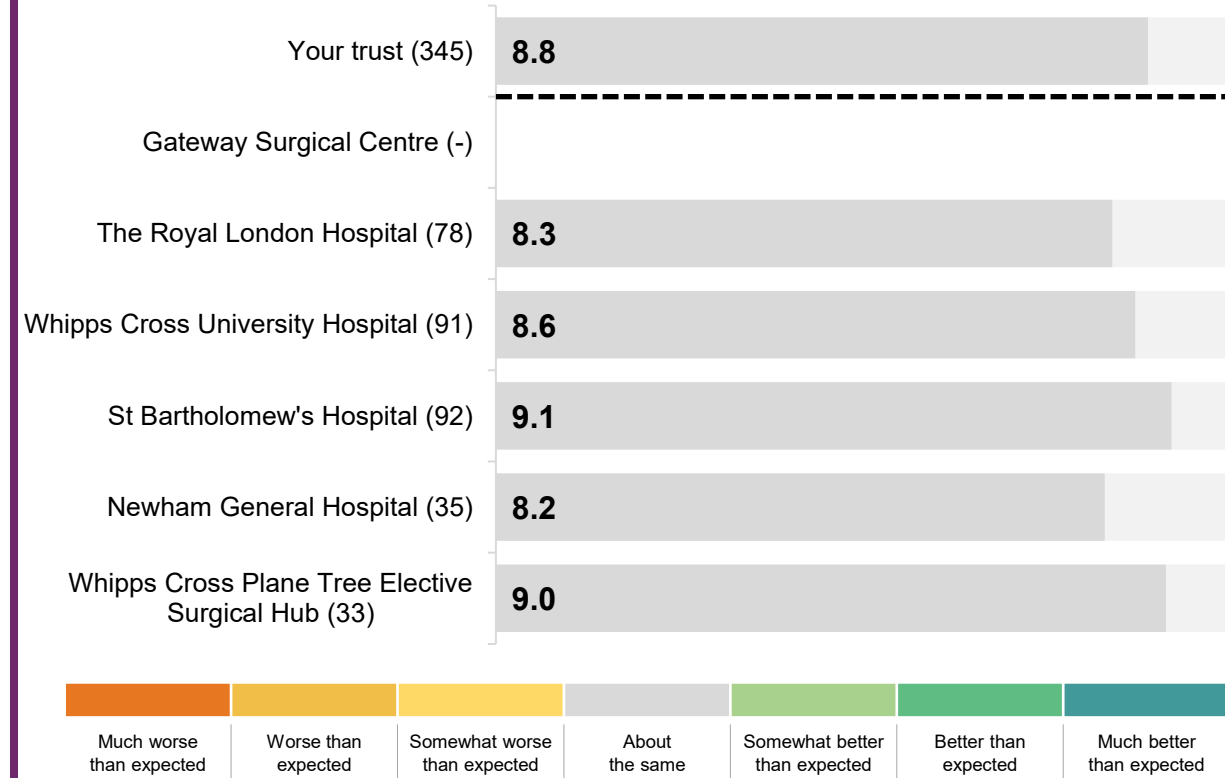 Your trust (345)
8.8
Gateway Surgical Centre (-)
The Royal London Hospital (78)
8.3
Whipps Cross University Hospital (91)
8.6
St Bartholomew's Hospital (92)
9.1
Newham General Hospital (35)
8.2
Whipps Cross Plane Tree Elective
Surgical Hub (33)
9.0
Much worse
than expected
Worse than
expected
Somewhat worse
than expected
About
the same
Somewhat better
than expected
Better than
expected
Much better
than expected